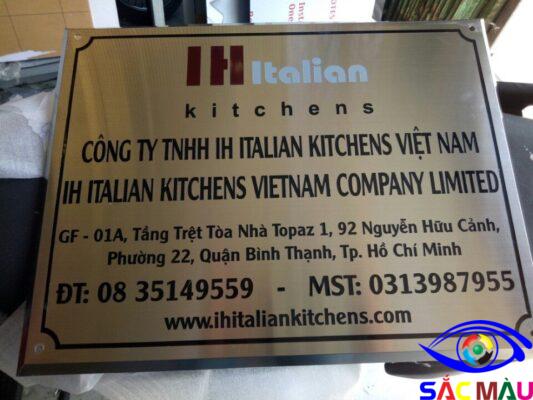 IH Italian
kitchens
CÔNG TY TNHH IH ITALIAN KITCHENS VIỆT NAM
IH ITALIAN KITCHENS VIETNAM COMPANY LIMITED
GF - 01A, Tầng Trệt Tòa Nhà Topaz 1, 92 Nguyễn Hữu Cảnh,
Phường 22, Quận Bình Thạnh, Tp. Hồ Chí Minh
ĐT: 08 35149559 - MST: 0313987955
www.ihitaliankitchens.com
SẮC MÀU